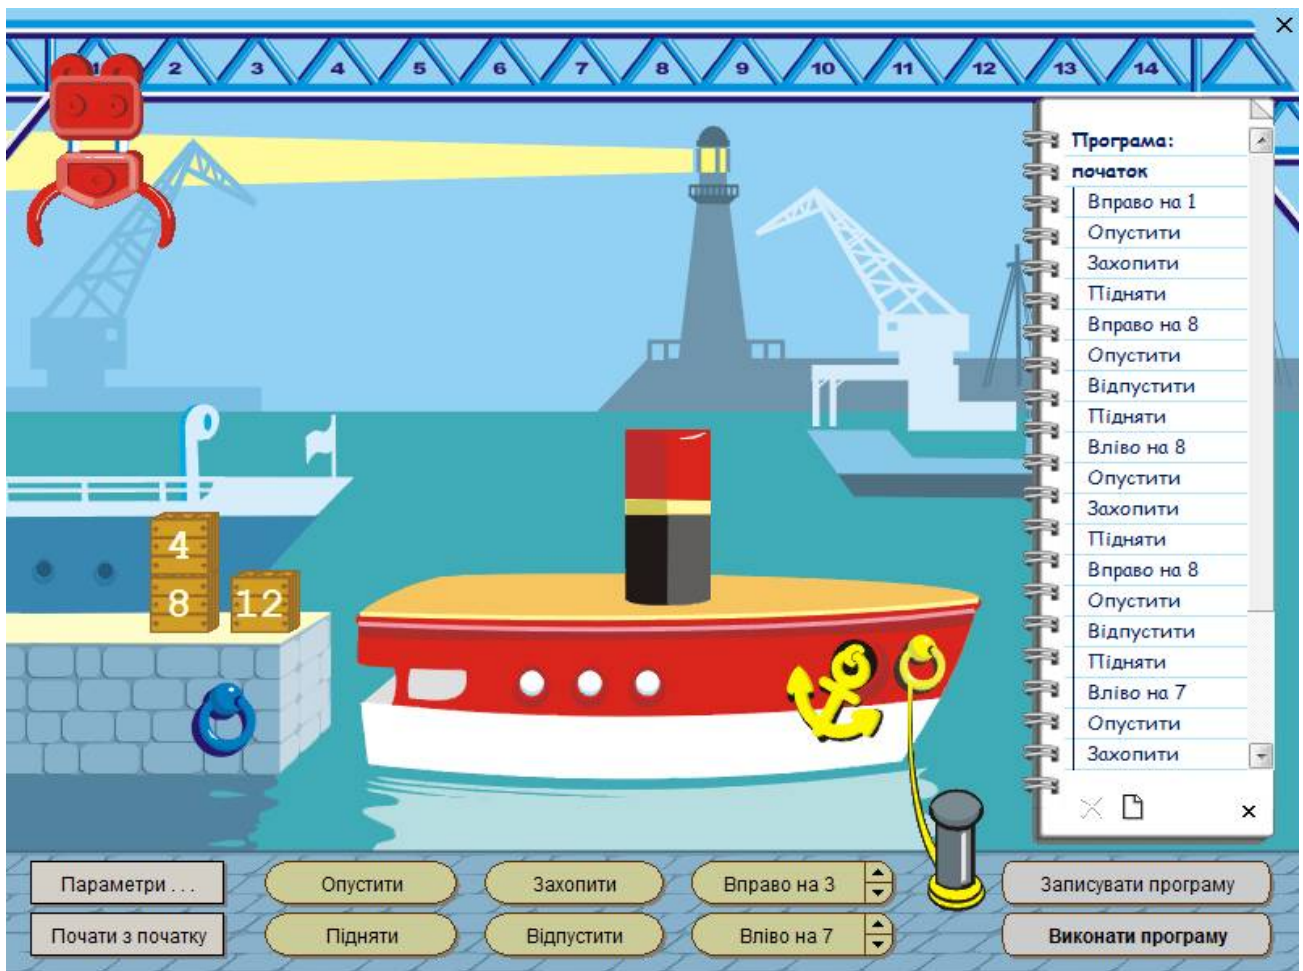 1 2 3 4 5 6 7 8 9 10 11 12 13 14
Програма:
початок
Вправо на 1
Опустити
Захопити
Підняти
Вправо на 8
Опустити
Відпустити
Підняти
Вліво на 8
Опустити
Захопити
Підняти
Вправо на 8
Опустити
Відпустити
Підняти
Вліво на 7
Опустити
Захопити
4
8 12
Параметри . . .
Опустити
Захопити
Вправо на 3
Записувати програму
Почати з початку
Підняти
Відпустити
Вліво на 7
Виконати програму